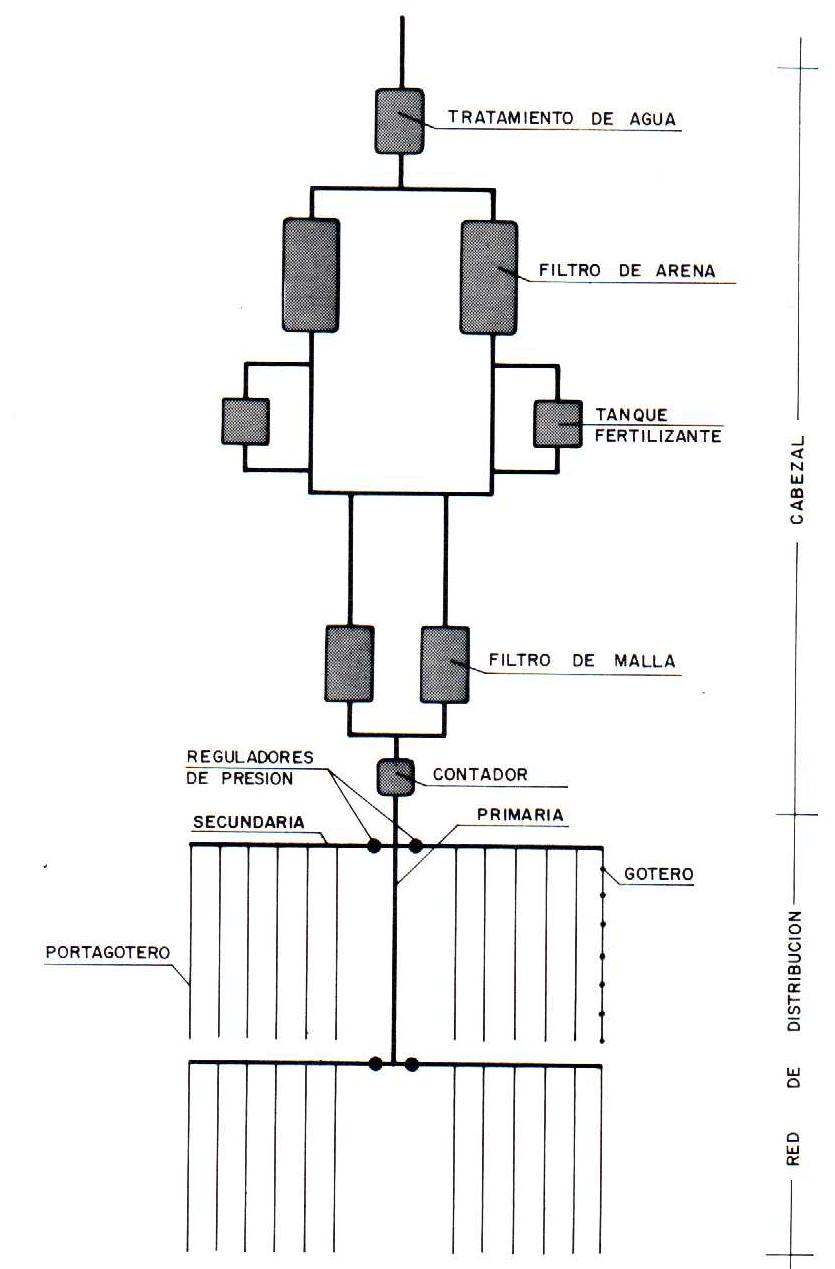 TRATAMIENTO DE AGUA
FILTRO DE ARENA
TANQUE
FERTILIZANTE
CABEZAL
FILTRO DE MALLA
REGULADORES
DE PRESION
CONTADOR
SECUNDARIA
PRIMARIA
GOTERO
PORTAGOTERO
RED DE DISTRIBUCION